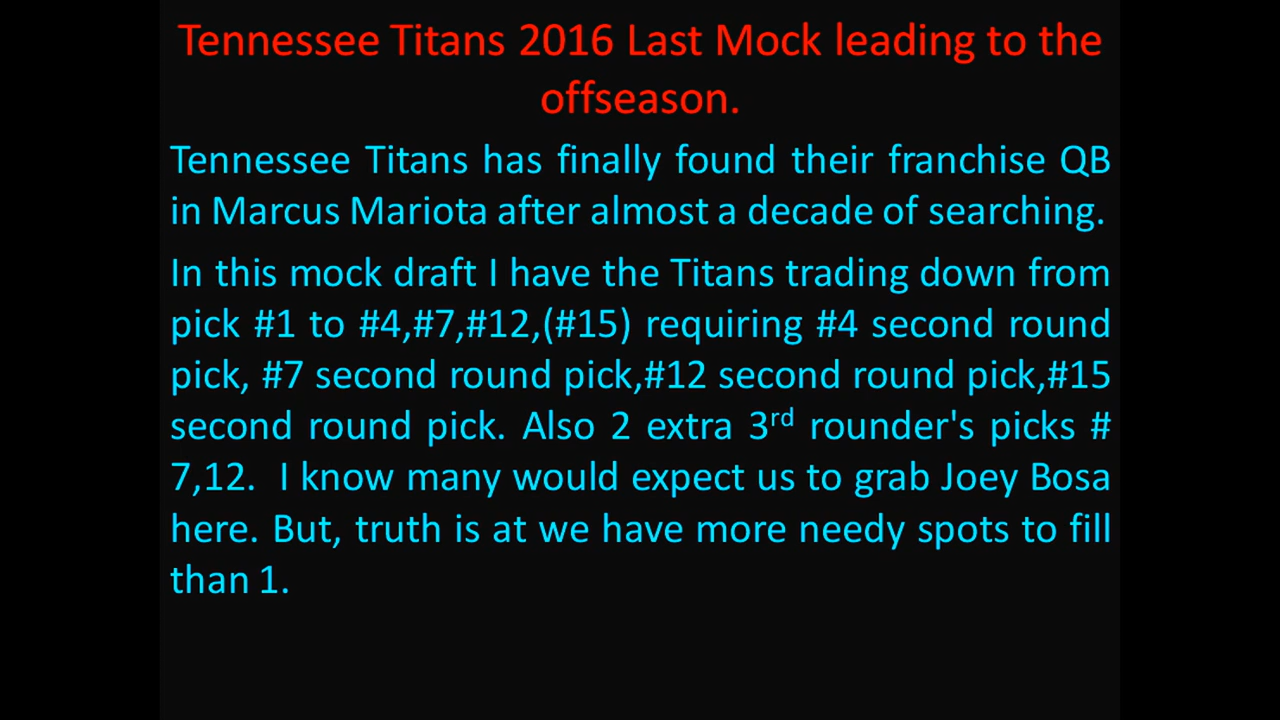 Tennessee Titans 2016 Last Mock leading to the
offseason.
Tennessee Titans has finally found their franchise QB
in Marcus Mariota after almost a decade of searching.
In this mock draft I have the Titans trading down from
pick #1 to #4,#7,#12,(#15) requiring #4 second round
pick, #7 second round pick,#12 second round pick,#15
second round pick. Also 2 extra 3rd rounder's picks #
7,12.  I know many would expect us to grab Joey Bosa
here. But, truth is at we have more needy spots to fill
than 1.